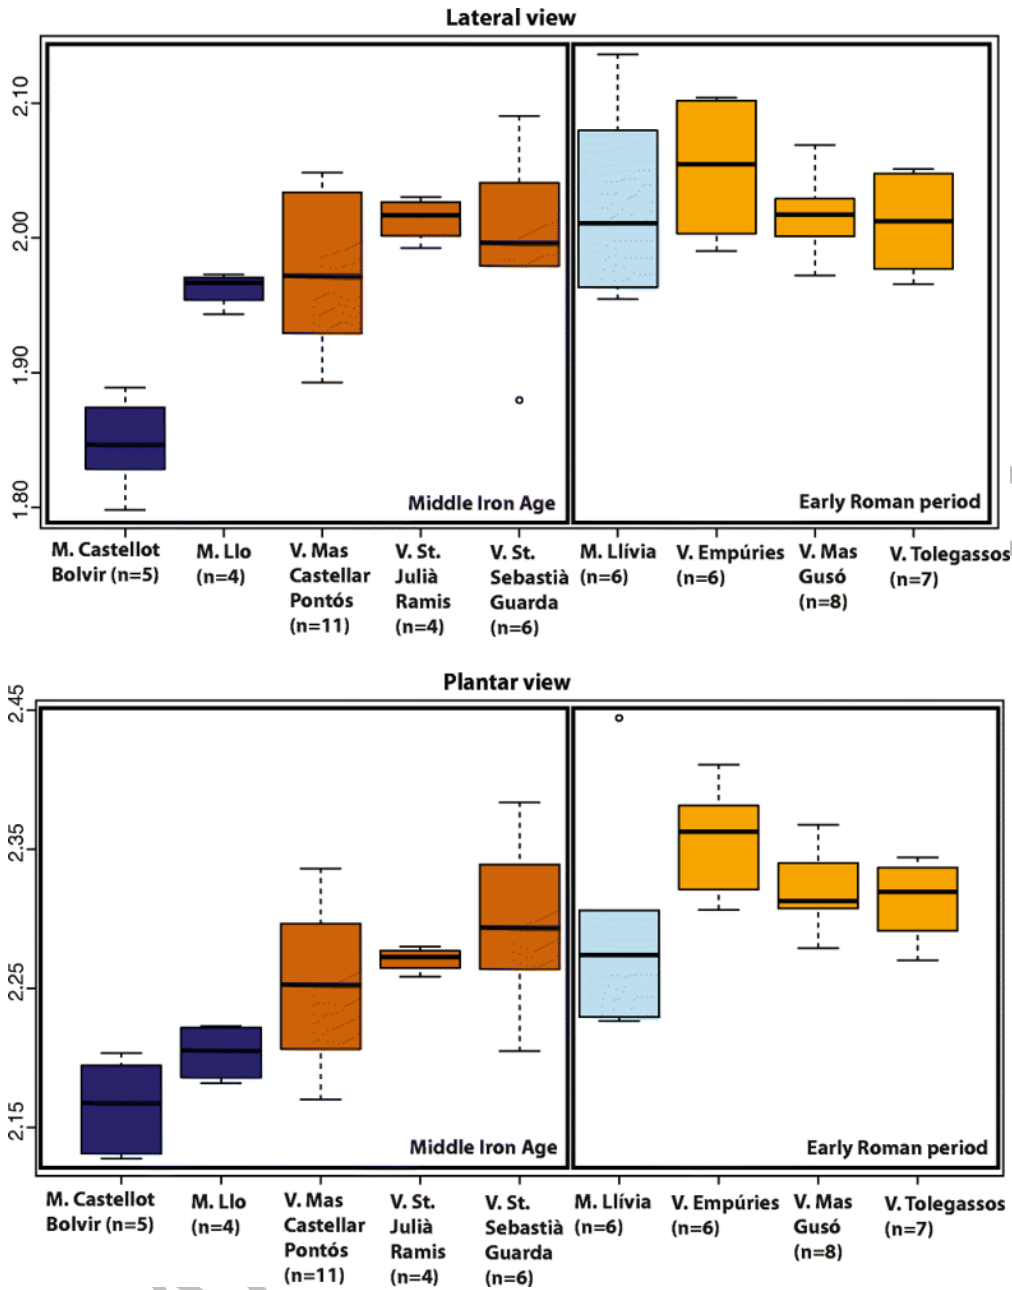 Lateral view
2.10
2.00
1.90
1.80
Middle Iron Age
Early Roman period
M. Castellot
Bolvir (n=5)
M. Llo
(n=4)
V. Mas
Castellar
Pontós
(n=11)
V. St.
Julià
Ramis
(n=4)
V. St.
Sebastià
Guarda
(n=6)
M. Llívia
(n=6)
V. Empúries
(n=6)
V. Mas
Gusó
(n=8)
V. Tolegassos
(n=7)
Plantar view
2.45
2.35
2.25
2.15
Middle Iron Age
Early Roman period
M. Castellot
Bolvir (n=5)
M. Llo
(n=4)
V. Mas
Castellar
Pontós
(n=11)
V. St.
Julià
Ramis
(n=4)
V. St.
Sebastià
Guarda
(n=6)
M. Llívia
(n=6)
V. Empúries
(n=6)
V. Mas
Gusó
(n=8)
V. Tolegassos
(n=7)